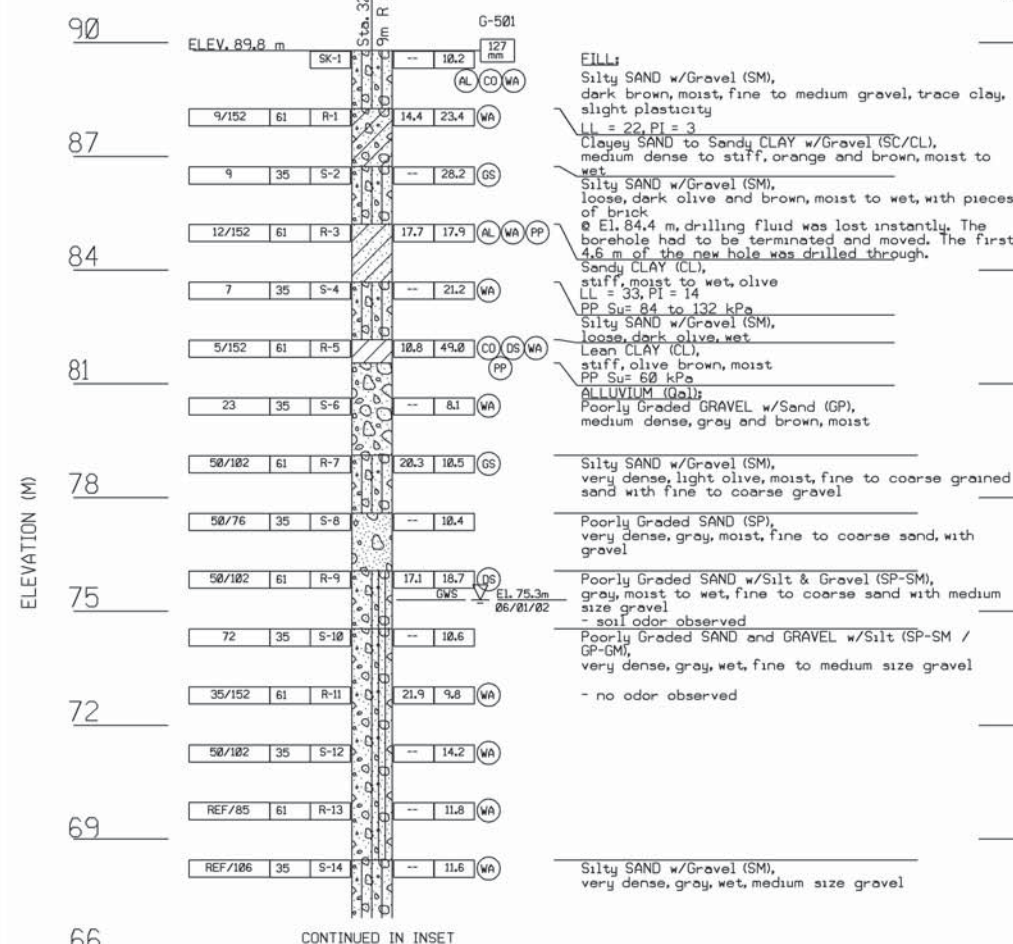 Sta. 32
9m R
G-501
90
ELEV. 89.8 m
127 mm
SK-1 -- 10.2
AL CO WA
FILL:
Silty SAND w/Gravel (SM),
dark brown, moist, fine to medium gravel, trace clay,
slight plasticity
LL = 22, PI = 3
9/152 61 R-1 14.4 23.4 WA
Clayey SAND to Sandy CLAY w/Gravel (SC/CL),
medium dense to stiff, orange and brown, moist to
wet
87
9 35 S-2 -- 28.2 GS
Silty SAND w/Gravel (SM),
loose, dark olive and brown, moist to wet, with pieces
of brick
@ El. 84.4 m, drilling fluid was lost instantly. The
borehole had to be terminated and moved. The first
4.6 m of the new hole was drilled through.
12/152 61 R-3 17.7 17.9 AL WA PP
84
Sandy CLAY (CL),
stiff, moist to wet, olive
LL = 33, PI = 14
PP Su= 84 to 132 kPa
7 35 S-4 -- 21.2 WA
Silty SAND w/Gravel (SM),
loose, dark olive, wet
5/152 61 R-5 10.8 49.0 CO DS WA
PP
Lean CLAY (CL),
stiff, olive brown, moist
PP Su= 60 kPa
81
ALLUVIUM (Qal):
Poorly Graded GRAVEL w/Sand (GP),
medium dense, gray and brown, moist
23 35 S-6 -- 8.1 WA
50/102 61 R-7 20.3 10.5 GS
Silty SAND w/Gravel (SM),
very dense, light olive, moist, fine to coarse grained
sand with fine to coarse gravel
78
ELEVATION (M)
50/76 35 S-8 -- 10.4
Poorly Graded SAND (SP),
very dense, gray, moist, fine to coarse sand, with
gravel
50/102 61 R-9 17.1 18.7 DS
GWS El. 75.3m
06/01/02
Poorly Graded SAND w/Silt & Gravel (SP-SM),
gray, moist to wet, fine to coarse sand with medium
size gravel
- soil odor observed
75
72 35 S-10 -- 10.6
Poorly Graded SAND and GRAVEL w/Silt (SP-SM /
GP-GM),
very dense, gray, wet, fine to medium size gravel
- no odor observed
35/152 61 R-11 21.9 9.8 WA
72
50/102 35 S-12 -- 14.2 WA
REF/85 61 R-13 -- 11.8 WA
69
REF/106 35 S-14 -- 11.6 WA
Silty SAND w/Gravel (SM),
very dense, gray, wet, medium size gravel
66
CONTINUED IN INSET